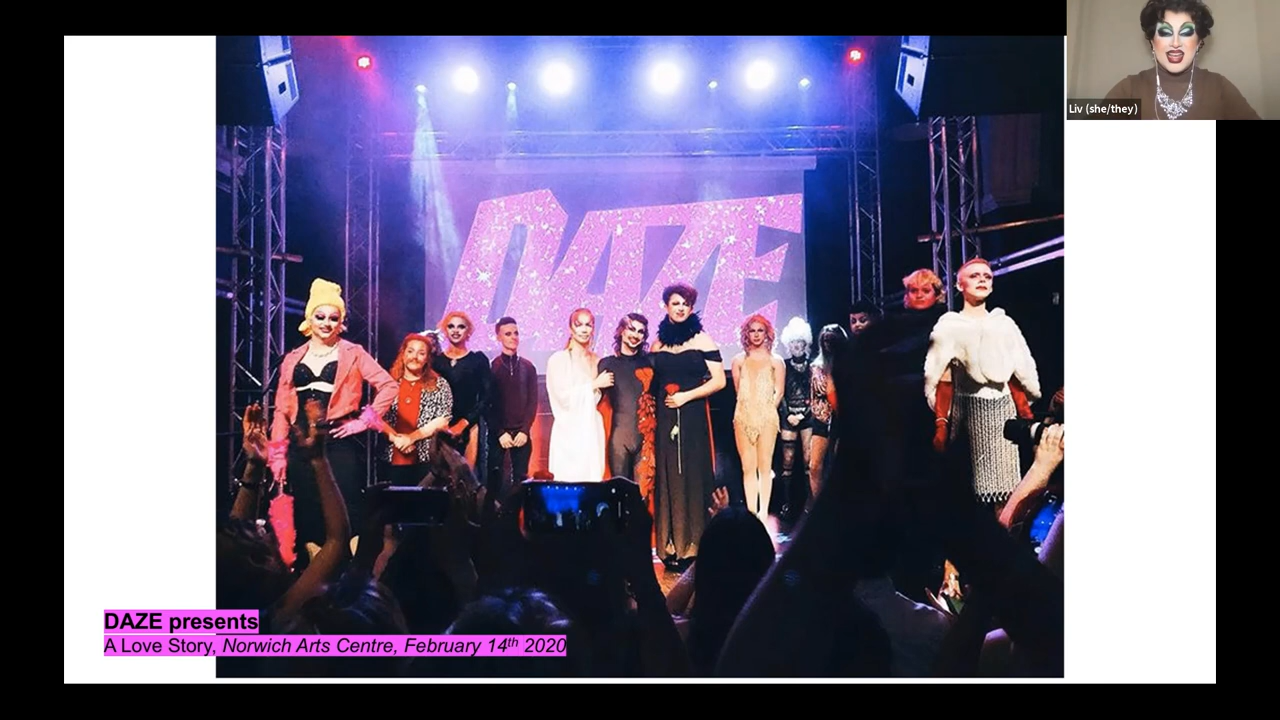 Liv (she/they)
DAZE
DAZE presents
A Love Story, Norwich Arts Centre, February 14th 2020